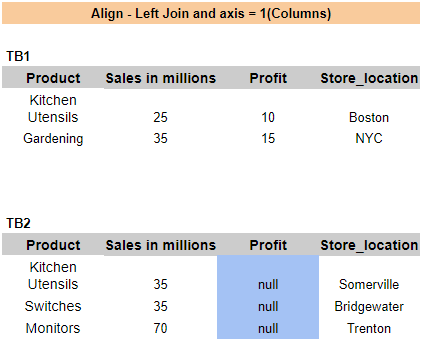 Align - Left Join and axis = 1(Columns)
TB1
Product Sales in millions Profit Store_location
Kitchen
Utensils 25 10 Boston
Gardening 35 15 NYC
TB2
Product Sales in millions Profit Store_location
Kitchen
Utensils 35 null Somerville
Switches 35 null Bridgewater
Monitors 70 null Trenton